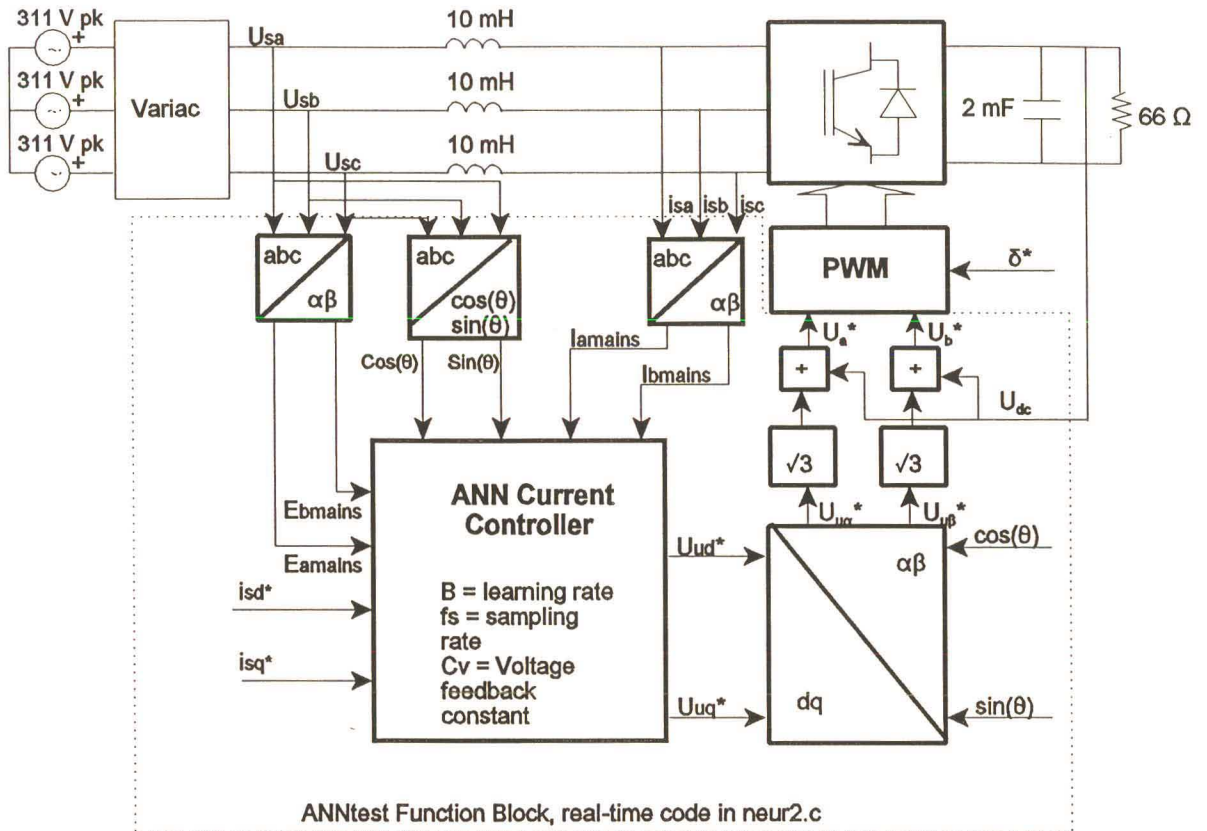 311 V pk
+
~
311 V pk
+
~
311 V pk
+
~
Variac
Usa
Usb
Usc
10 mH
10 mH
10 mH
2 mF
66 Ω
isa
isb
isc
abc
αβ
abc
cos(θ)
sin(θ)
abc
αβ
PWM
δ*
Cos(θ)
Sin(θ)
Iamains
Ibmains
Ua*
Ub*
+
+
Udc
√3
√3
Uuα*
Uuβ*
Ebmains
Eamains
isd*
isq*
ANN Current
Controller
B = learning rate
fs = sampling
rate
Cv = Voltage
feedback
constant
Uud*
Uuq*
αβ
dq
cos(θ)
sin(θ)
ANNtest Function Block, real-time code in neur2.c